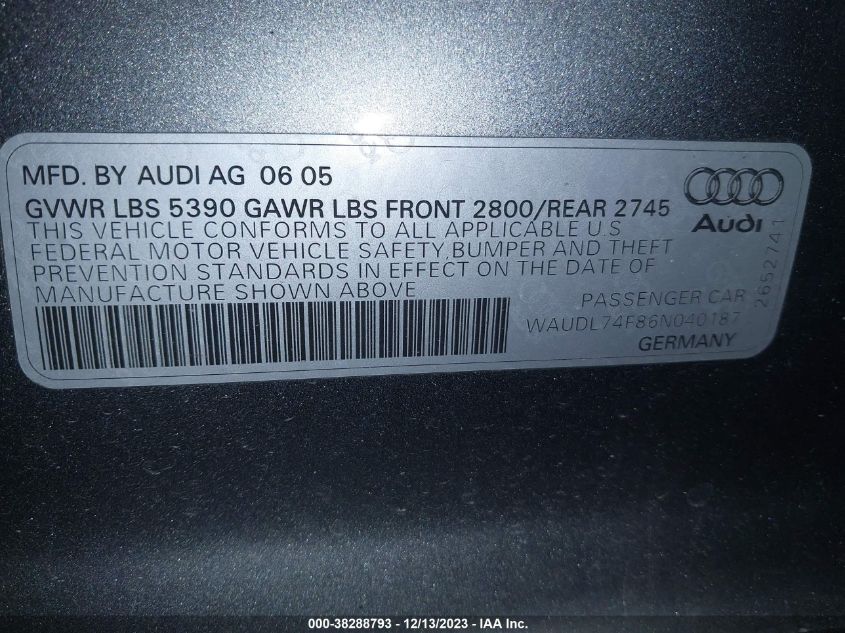 MFD. BY AUDI AG 06 05
GVWR LBS 5390 GAWR LBS FRONT 2800/REAR 2745
THIS VEHICLE CONFORMS TO ALL APPLICABLE U.S
FEDERAL MOTOR VEHICLE SAFETY, BUMPER AND THEFT
PREVENTION STANDARDS IN EFFECT ON THE DATE OF
MANUFACTURE SHOWN ABOVE
Audi
PASSENGER CAR
WAUDL74F86N040187
GERMANY
2652741
000-38288793 - 12/13/2023 - IAA Inc.